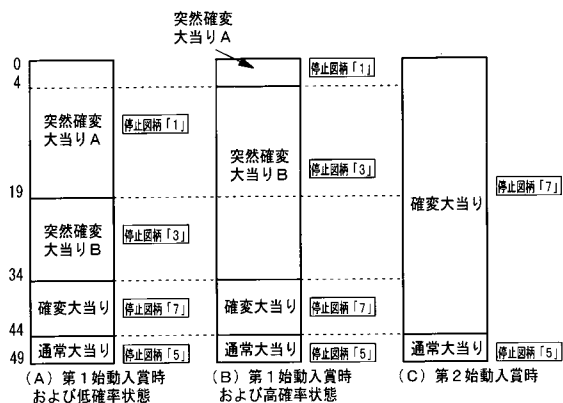 突然確変
大当りA
0
4
19
34
44
49
突然確変
大当りA
停止図柄「1」
突然確変
大当りB
停止図柄「3」
確変大当り
停止図柄「7」
通常大当り
停止図柄「5」
(A) 第1始動入賞時
および低確率状態
停止図柄「1」
突然確変
大当りB
停止図柄「3」
確変大当り
停止図柄「7」
通常大当り
停止図柄「5」
(B) 第1始動入賞時
および高確率状態
確変大当り
停止図柄「7」
通常大当り
停止図柄「5」
(C) 第2始動入賞時